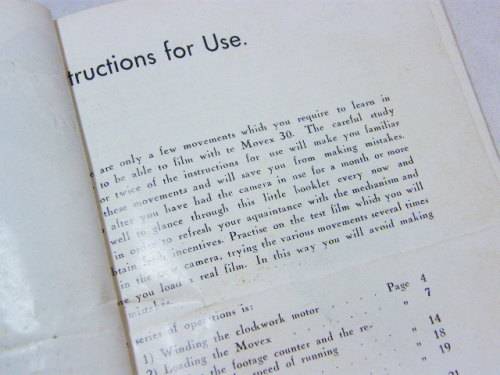 tructions for Use.
are only a few movements which you require to learn in
to be able to film with te Movex 30. The careful study
or twice of the instructions for use will make you familiar
these movements and will save you from making mistakes.
after you have had the camera in use for a month or more
well to glance through this little booklet every now and
in order to refresh your aquaintance with the mechanism and
btain fresh incentives. Practise on the test film which you will
in the camera, trying the various movements several times
you load a real film. In this way you will avoid making
mistakes.
series of operations is:
1) Winding the clockwork motor . . . . Page 4
2) Loading the Movex . . . . " 7
the footage counter and the re-
speed of running . . " 14
" 18
" 19
21